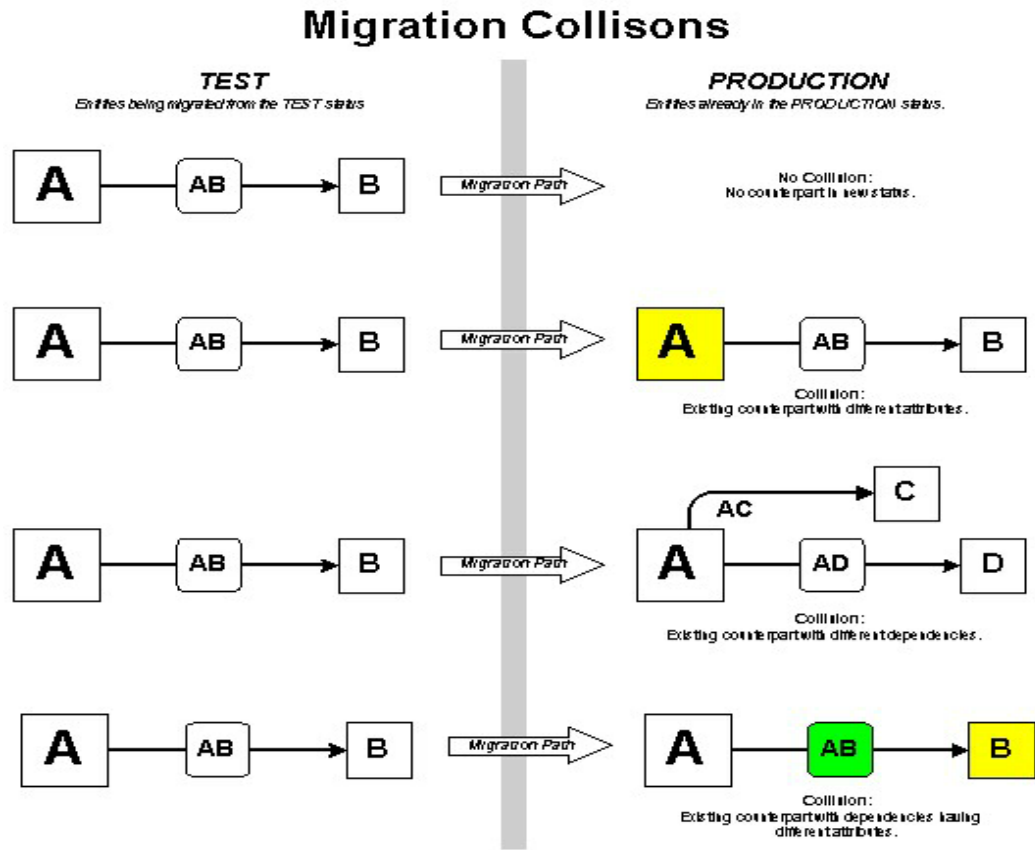 Migration Collisons
TEST
Entities being migrated from the TEST status
PRODUCTION
Entities already in the PRODUCTION status.
A
AB
B
Migration Path
No Collision:
No counterpart in new status.
A
AB
B
Migration Path
A
AB
B
Collision:
Existing counterpart with different attributes.
A
AB
B
Migration Path
AC
C
A
AD
D
Collision:
Existing counterpart with different dependencies.
A
AB
B
Migration Path
A
AB
B
Collision:
Existing counterpart with dependencies having
different attributes.